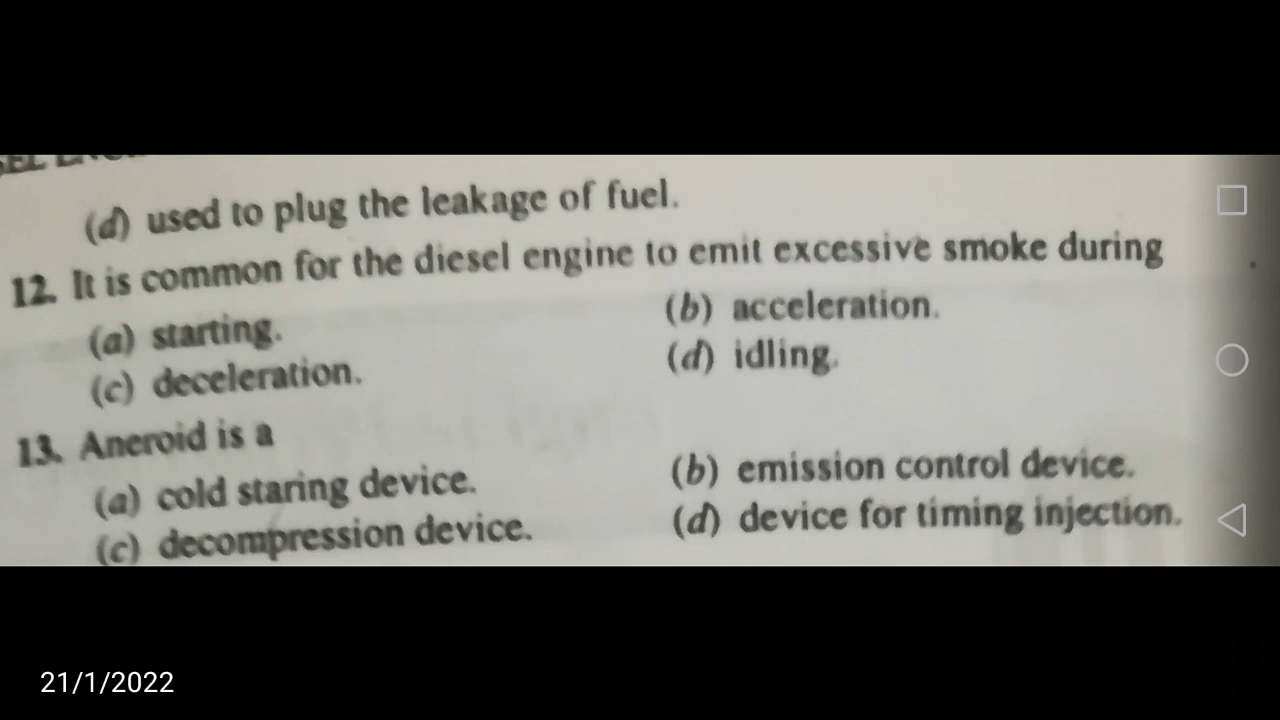 (d) used to plug the leakage of fuel.
12. It is common for the diesel engine to emit excessive smoke during
(a) starting. (b) acceleration.
(c) deceleration. (d) idling.
13. Aneroid is a
(a) cold staring device. (b) emission control device.
(c) decompression device. (d) device for timing injection.
21/1/2022